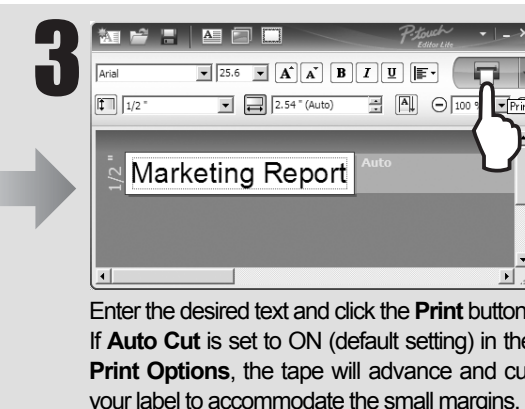 3
P-touch
Editor Lite
Arial 25.6 A A B I U
1/2 " 2.54 " (Auto) A 100 %
1/2 " Marketing Report Auto
Enter the desired text and click the Print button
If Auto Cut is set to ON (default setting) in the
Print Options, the tape will advance and cu
your label to accommodate the small margins.